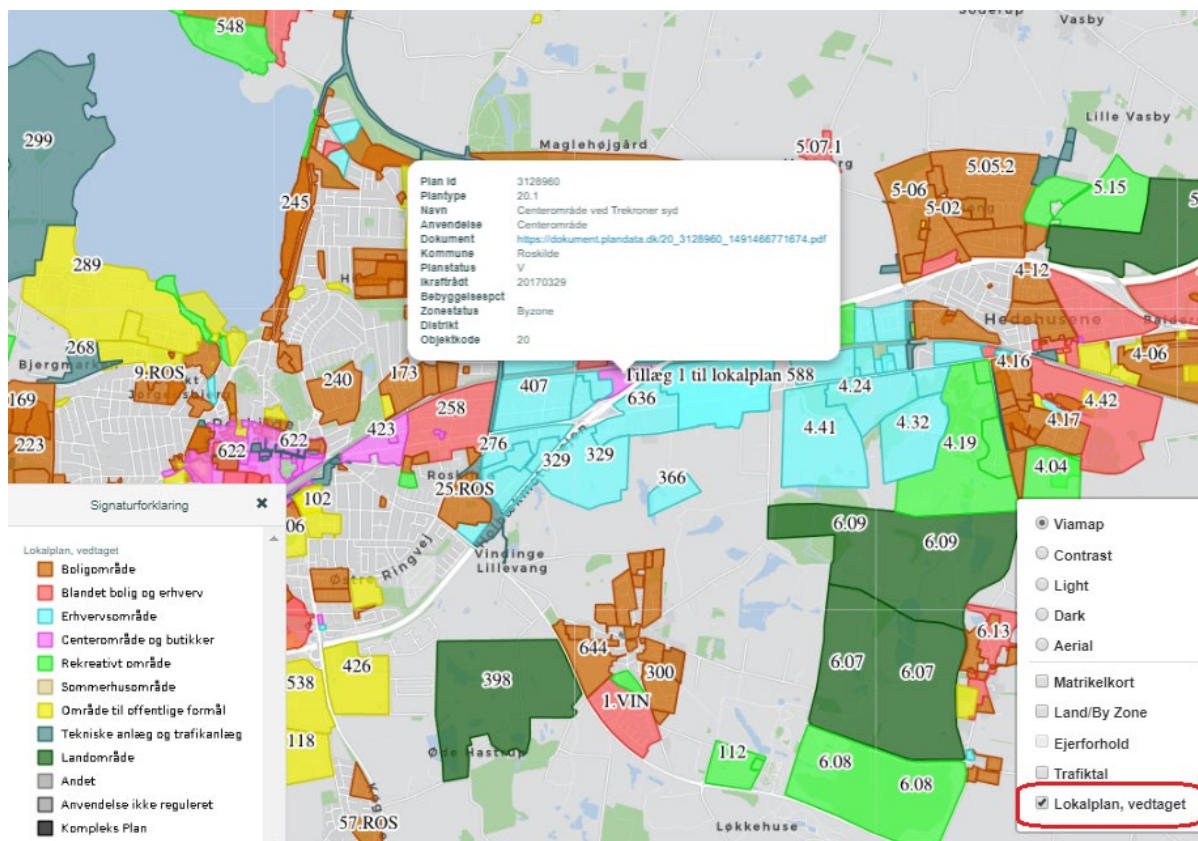 548
Vasby
299
Lille Vasby
Maglehøjgård
5.07.1
5.05.2
5-06
5.15
5-02
245
Plan Id 3128960
Plantype 20.1
Navn Centerområde ved Trekroner syd
Anvendelse Centerområde
Dokument https://dokument.plandata.dk/20_3128960_1491466771674.pdf
Kommune Roskilde
Planstatus V
Ikraftrådt 20170329
Bebyggelsespct
Zonestatus Byzone
Distrikt
Objektkode 20
289
4-12
Hedehusene
268
Bjergmarken
9.ROS
4-06
4.16
240
173
407
Tillæg 1 til lokalplan 588
636
4.24
169
258
4.42
423
4.41
4.32
4.17
223
622
622
276
329
329
4.19
366
4.04
25.ROS
102
06
6.09
6.09
Vindinge
Lillevang
Østre Ringvej
644
300
6.13
426
538
398
1.VIN
6.07
6.07
118
Øde Hastrup
112
6.08
6.08
57.ROS
Løkkehuse
Signaturforklaring
Lokalplan, vedtaget
Boligområde
Blandet bolig og erhverv
Erhvervsområde
Centerområde og butikker
Rekreativt område
Sommerhusområde
Område til offentlige formål
Tekniske anlæg og trafikanlæg
Landområde
Andet
Anvendelse ikke reguleret
Kompleks Plan
Viamap
Contrast
Light
Dark
Aerial
Matrikelkort
Land/By Zone
Ejerforhold
Trafiktal
Lokalplan, vedtaget